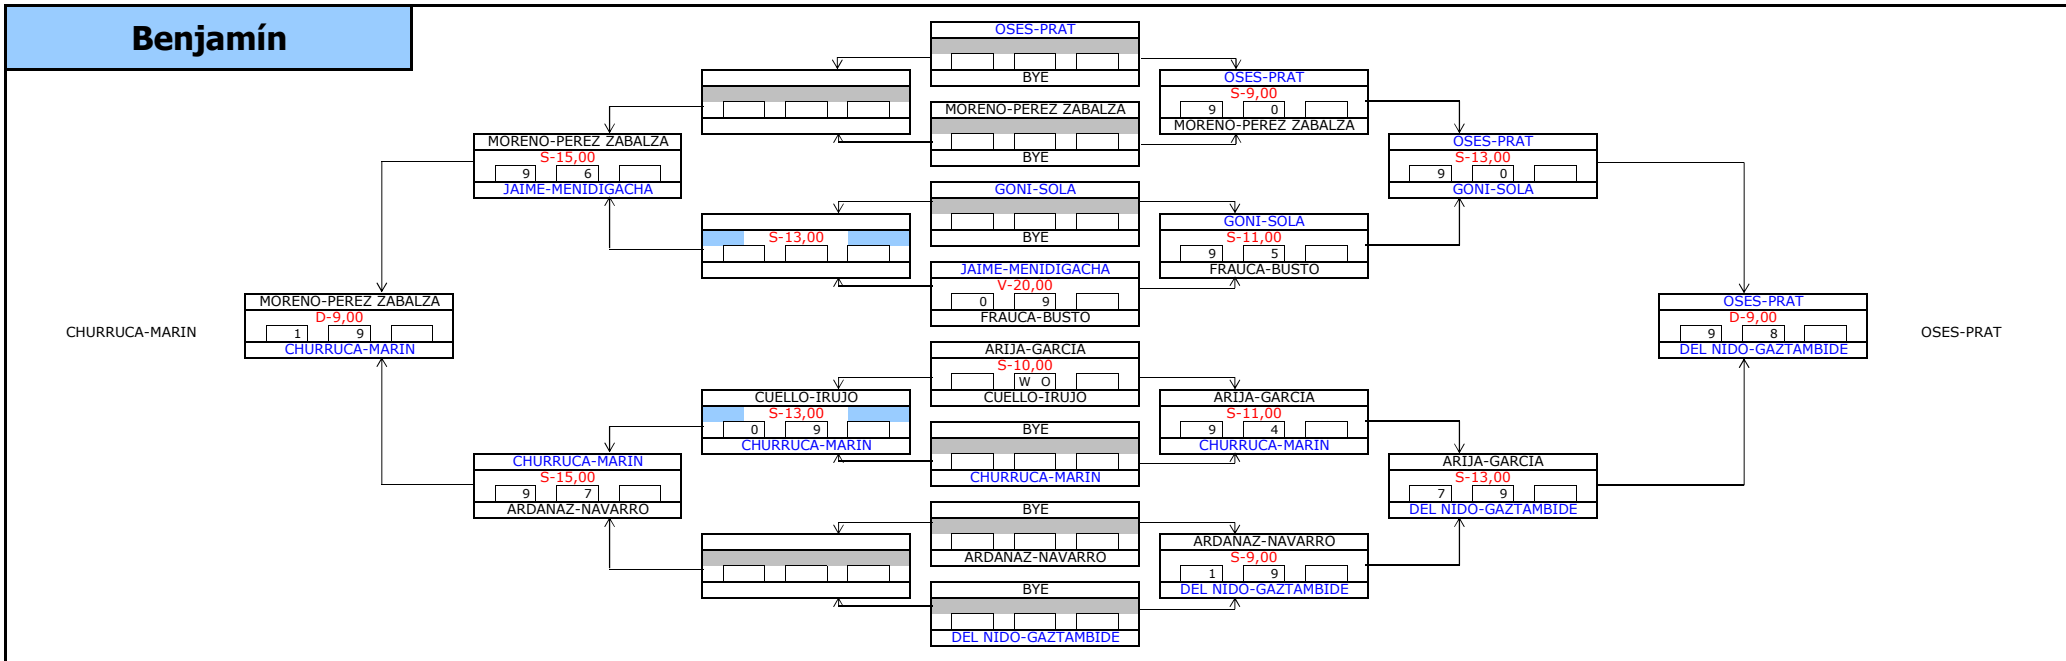 Benjamín
OSES-PRAT
BYE
MORENO-PEREZ ZABALZA
BYE
GONI-SOLA
BYE
JAIME-MENIDIGACHA
V-20,00
0 9
FRAUCA-BUSTO
ARIJA-GARCIA
S-10,00
W O
CUELLO-IRUJO
BYE
CHURRUCA-MARIN
BYE
ARDANAZ-NAVARRO
BYE
DEL NIDO-GAZTAMBIDE
S-13,00
CUELLO-IRUJO
S-13,00
0 9
CHURRUCA-MARIN
MORENO-PEREZ ZABALZA
S-15,00
9 6
JAIME-MENIDIGACHA
CHURRUCA-MARIN
S-15,00
9 7
ARDANAZ-NAVARRO
MORENO-PEREZ ZABALZA
D-9,00
1 9
CHURRUCA-MARIN
CHURRUCA-MARIN
OSES-PRAT
S-9,00
9 0
MORENO-PEREZ ZABALZA
GONI-SOLA
S-11,00
9 5
FRAUCA-BUSTO
ARIJA-GARCIA
S-11,00
9 4
CHURRUCA-MARIN
ARDANAZ-NAVARRO
S-9,00
1 9
DEL NIDO-GAZTAMBIDE
OSES-PRAT
S-13,00
9 0
GONI-SOLA
ARIJA-GARCIA
S-13,00
7 9
DEL NIDO-GAZTAMBIDE
OSES-PRAT
D-9,00
9 8
DEL NIDO-GAZTAMBIDE
OSES-PRAT